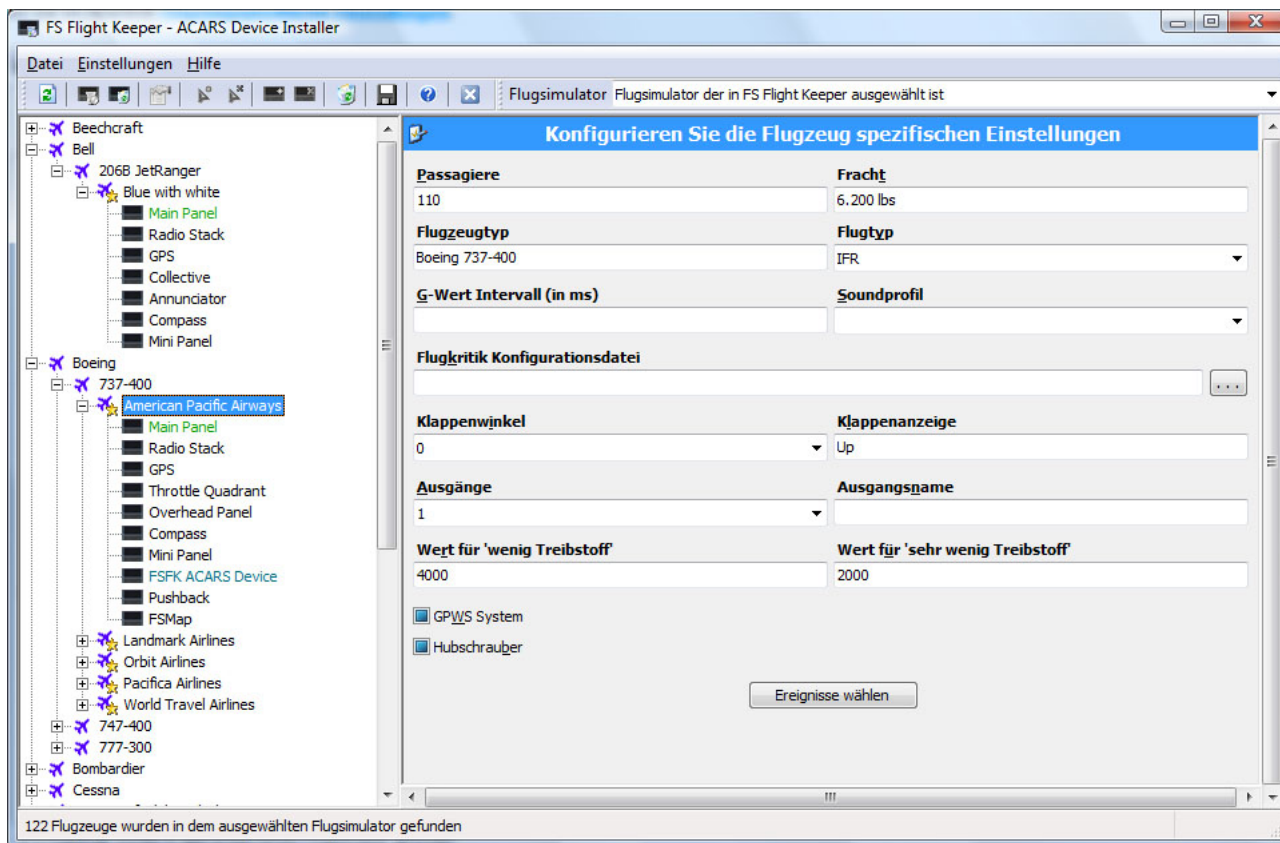 FS Flight Keeper - ACARS Device Installer
Datei Einstellungen Hilfe
Flugsimulator Flugsimulator der in FS Flight Keeper ausgewählt ist
Beechcraft
Bell
206B JetRanger
Blue with white
Main Panel
Radio Stack
GPS
Collective
Annunciator
Compass
Mini Panel
Boeing
737-400
American Pacific Airways
Main Panel
Radio Stack
GPS
Throttle Quadrant
Overhead Panel
Compass
Mini Panel
FSFK ACARS Device
Pushback
FSMap
Landmark Airlines
Orbit Airlines
Pacifica Airlines
World Travel Airlines
747-400
777-300
Bombardier
Cessna
Konfigurieren Sie die Flugzeug spezifischen Einstellungen
Passagiere Fracht
110 6.200 lbs
Flugzeugtyp Flugtyp
Boeing 737-400 IFR
G-Wert Intervall (in ms) Soundprofil
Flugkritik Konfigurationsdatei
...
Klappenwinkel Klappenanzeige
0 Up
Ausgänge Ausgangsname
1
Wert für 'wenig Treibstoff' Wert für 'sehr wenig Treibstoff'
4000 2000
GPWS System
Hubschrauber
Ereignisse wählen
122 Flugzeuge wurden in dem ausgewählten Flugsimulator gefunden